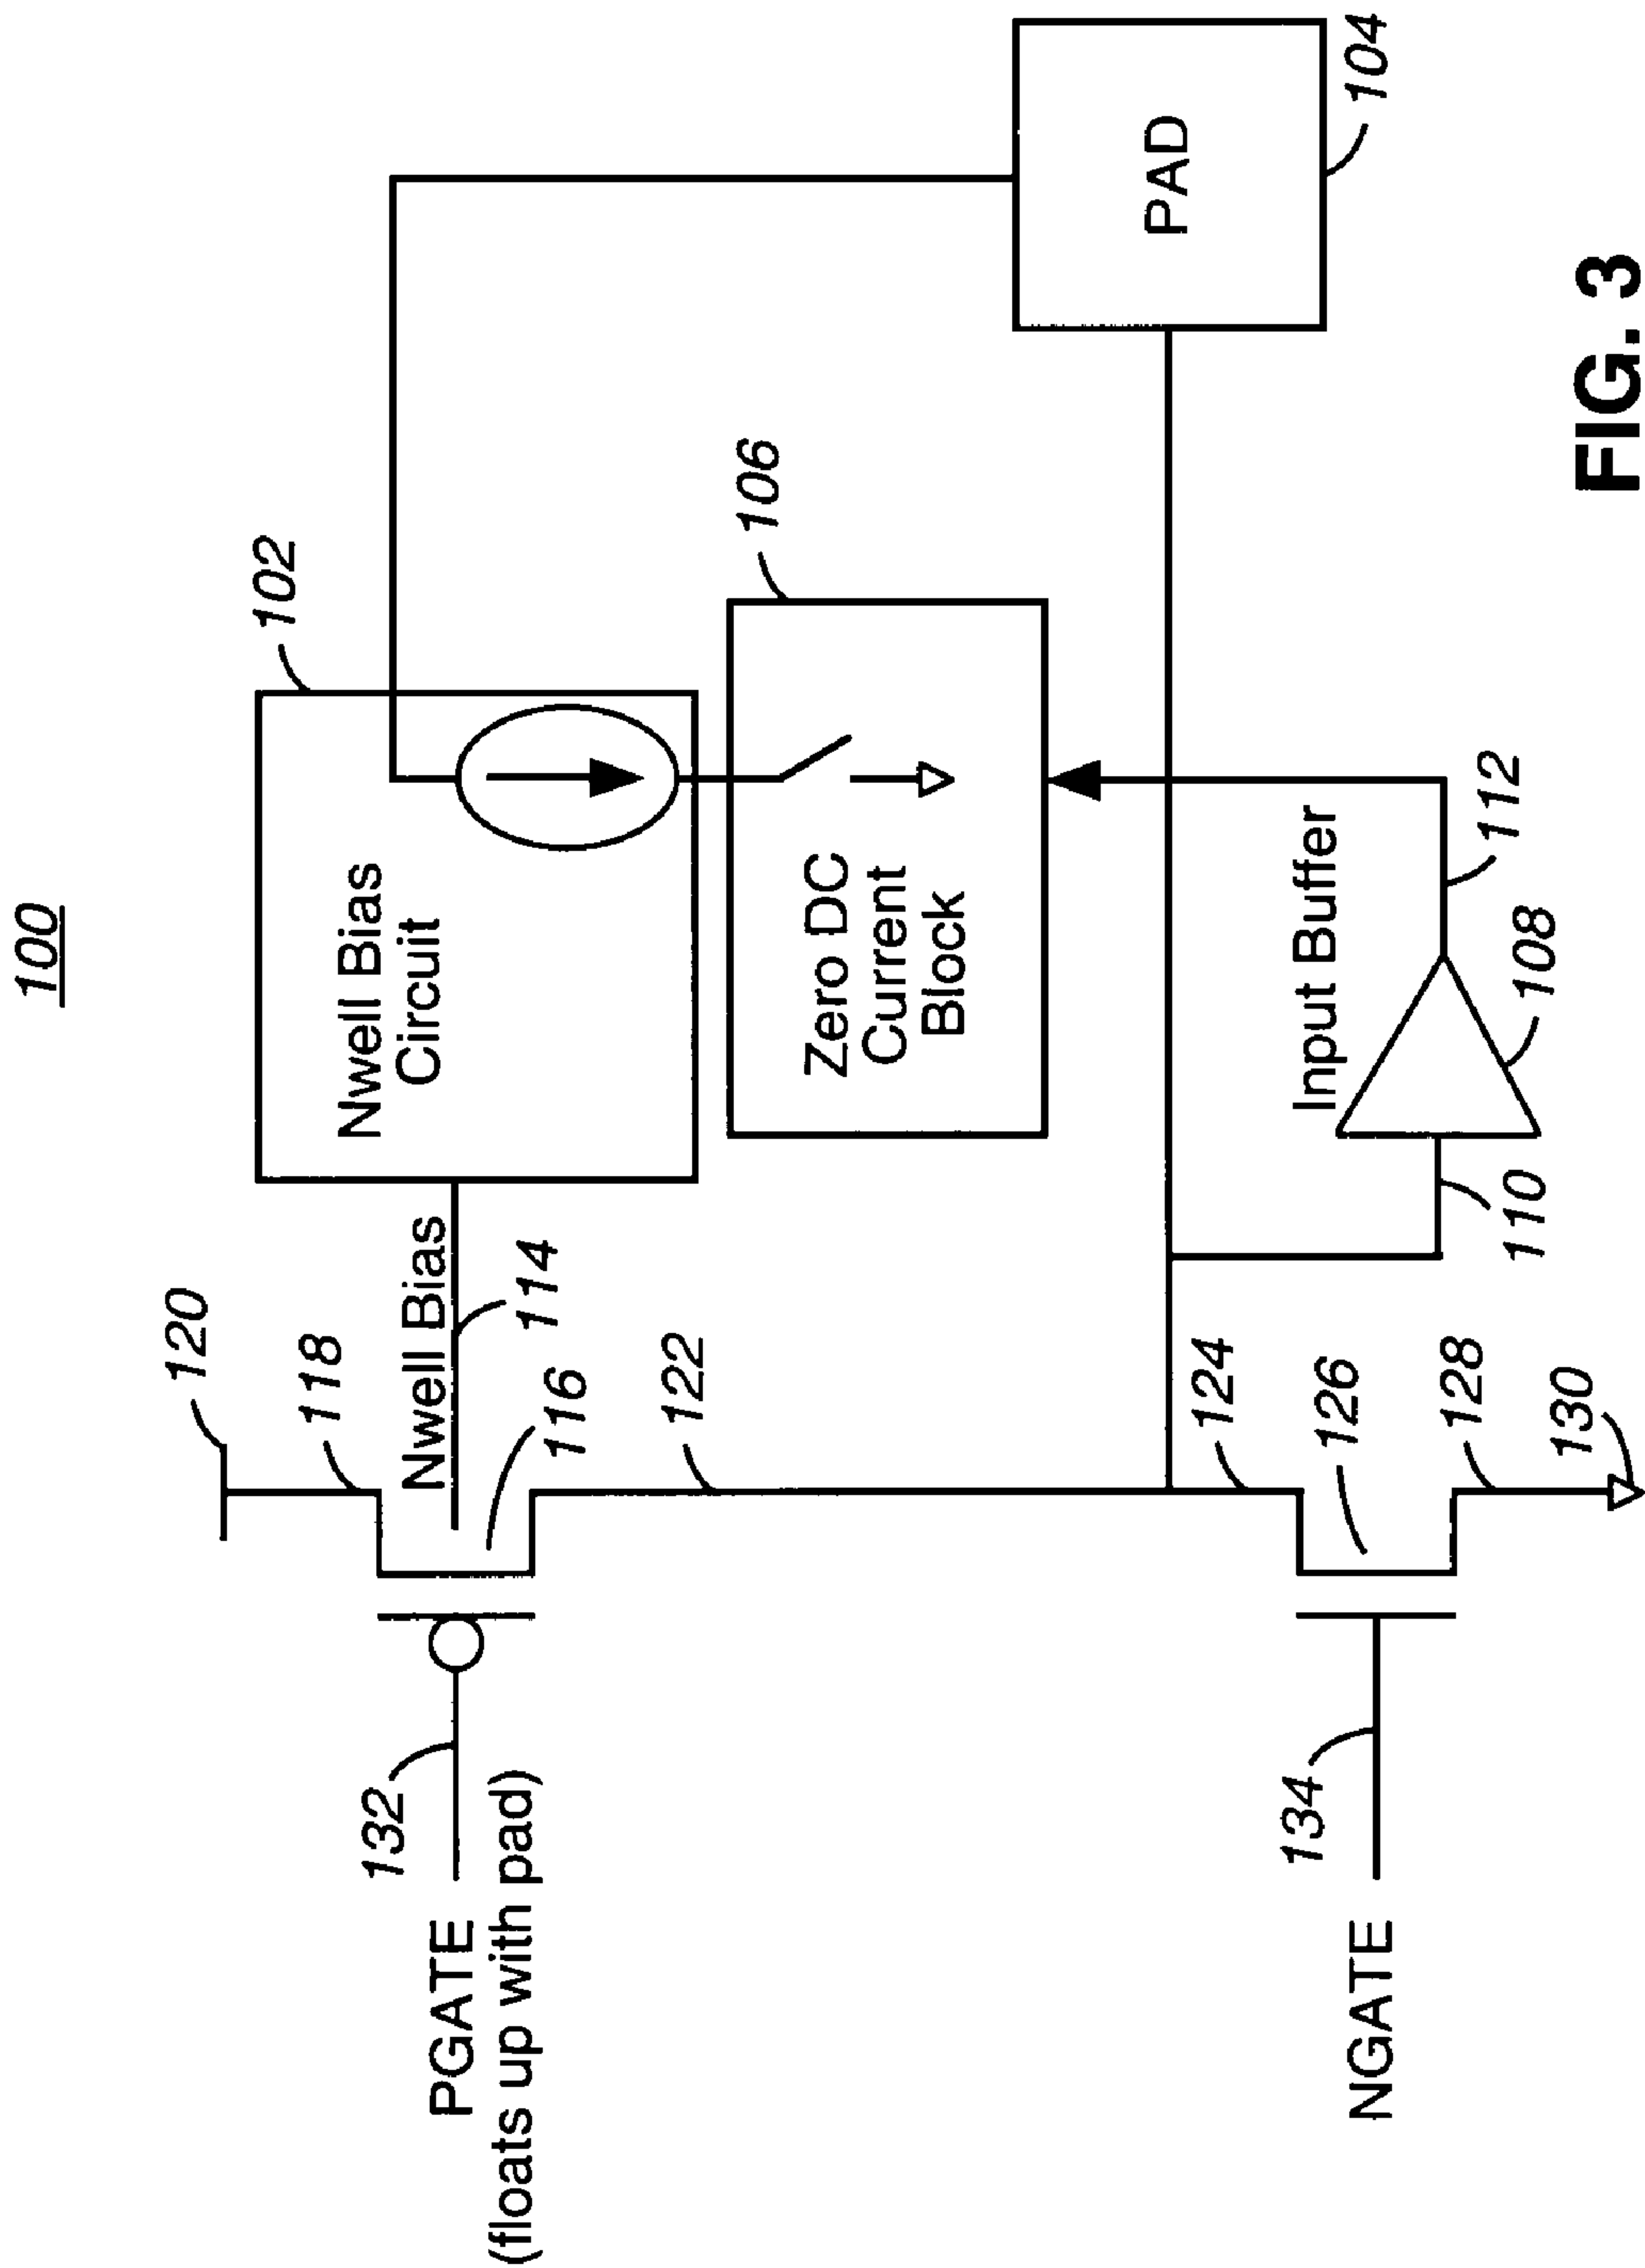 100
120
118
Nwell Bias
114
116
122
124
126
128
130
132
PGATE
(floats up with pad)
134
NGATE
Nwell Bias
Circuit
102
Zero DC
Current
Block
106
Input Buffer
108
110
112
PAD
104
FIG. 3